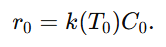 r₀ = k(T₀)C₀.